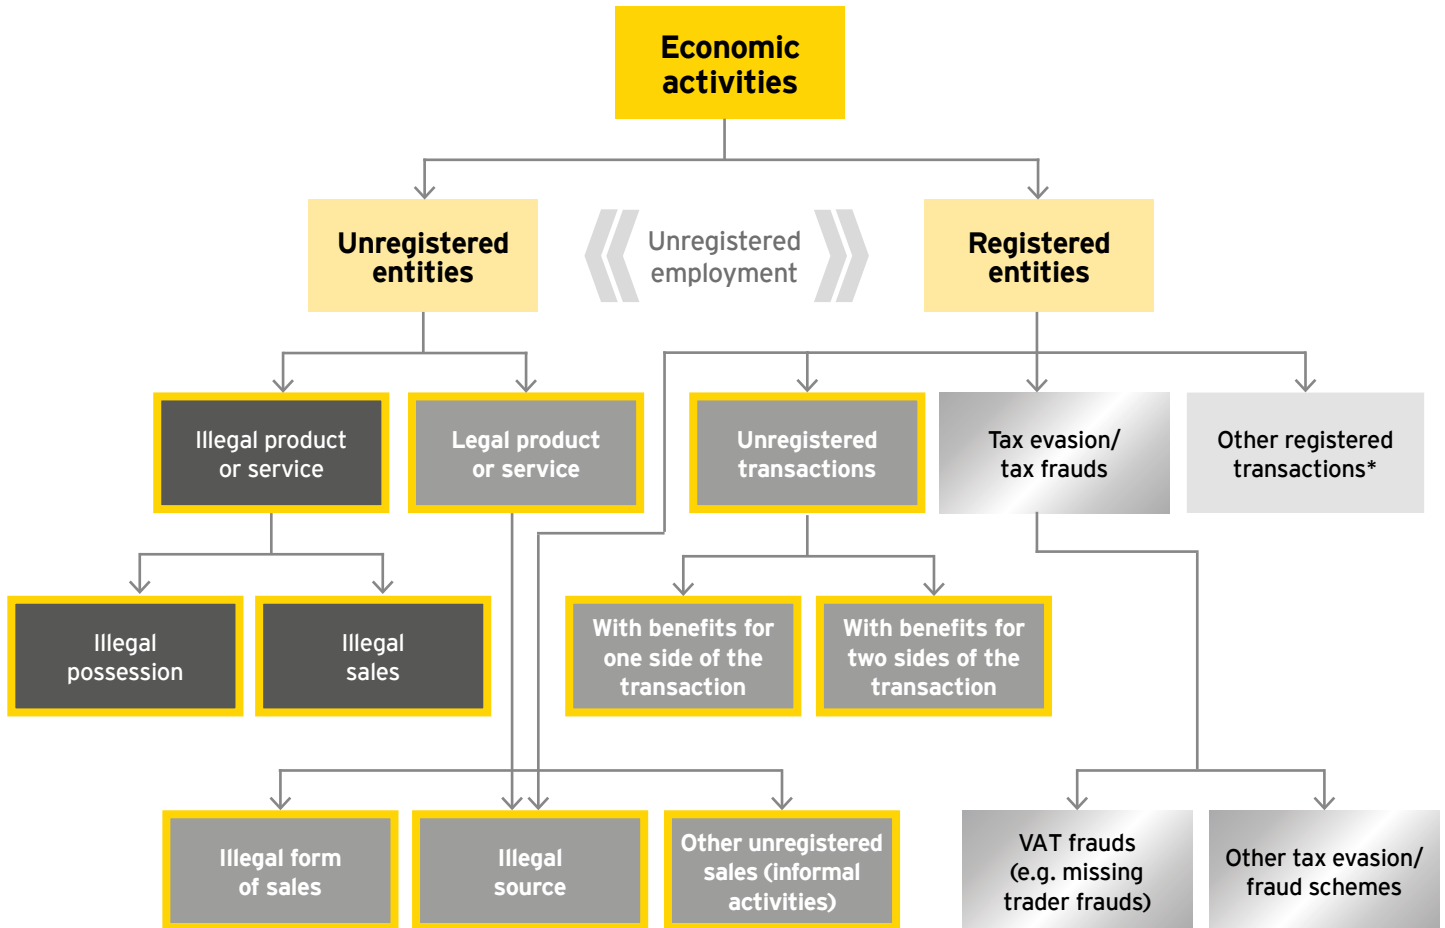 Economic
activities
Unregistered
entities
Unregistered
employment
Registered
entities
Illegal product
or service
Legal product
or service
Unregistered
transactions
Tax evasion/
tax frauds
Other registered
transactions*
Illegal
possession
Illegal
sales
With benefits for
one side of the
transaction
With benefits for
two sides of the
transaction
Illegal form
of sales
Illegal
source
Other unregistered
sales (informal
activities)
VAT frauds
(e.g. missing
trader frauds)
Other tax evasion/
fraud schemes